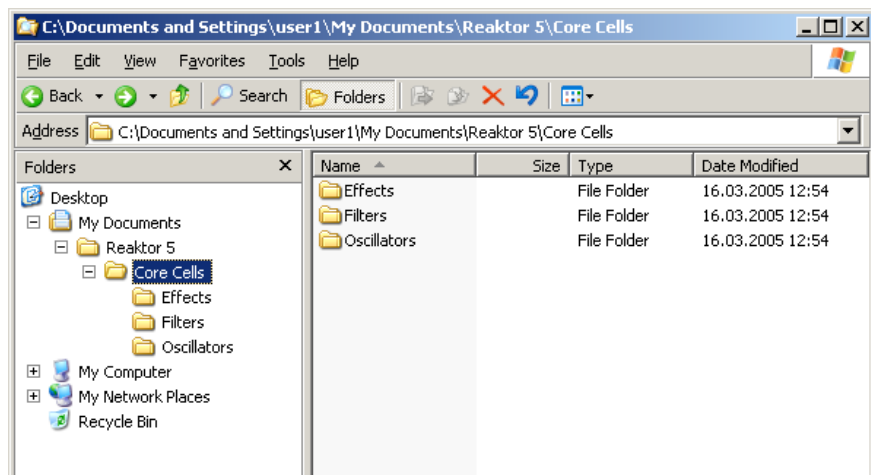 C:\Documents and Settings\user1\My Documents\Reaktor 5\Core Cells
File Edit View Favorites Tools Help
Back Search Folders
Address C:\Documents and Settings\user1\My Documents\Reaktor 5\Core Cells
Folders
Desktop
My Documents
Reaktor 5
Core Cells
Effects
Filters
Oscillators
My Computer
My Network Places
Recycle Bin
Name Size Type Date Modified
Effects File Folder 16.03.2005 12:54
Filters File Folder 16.03.2005 12:54
Oscillators File Folder 16.03.2005 12:54